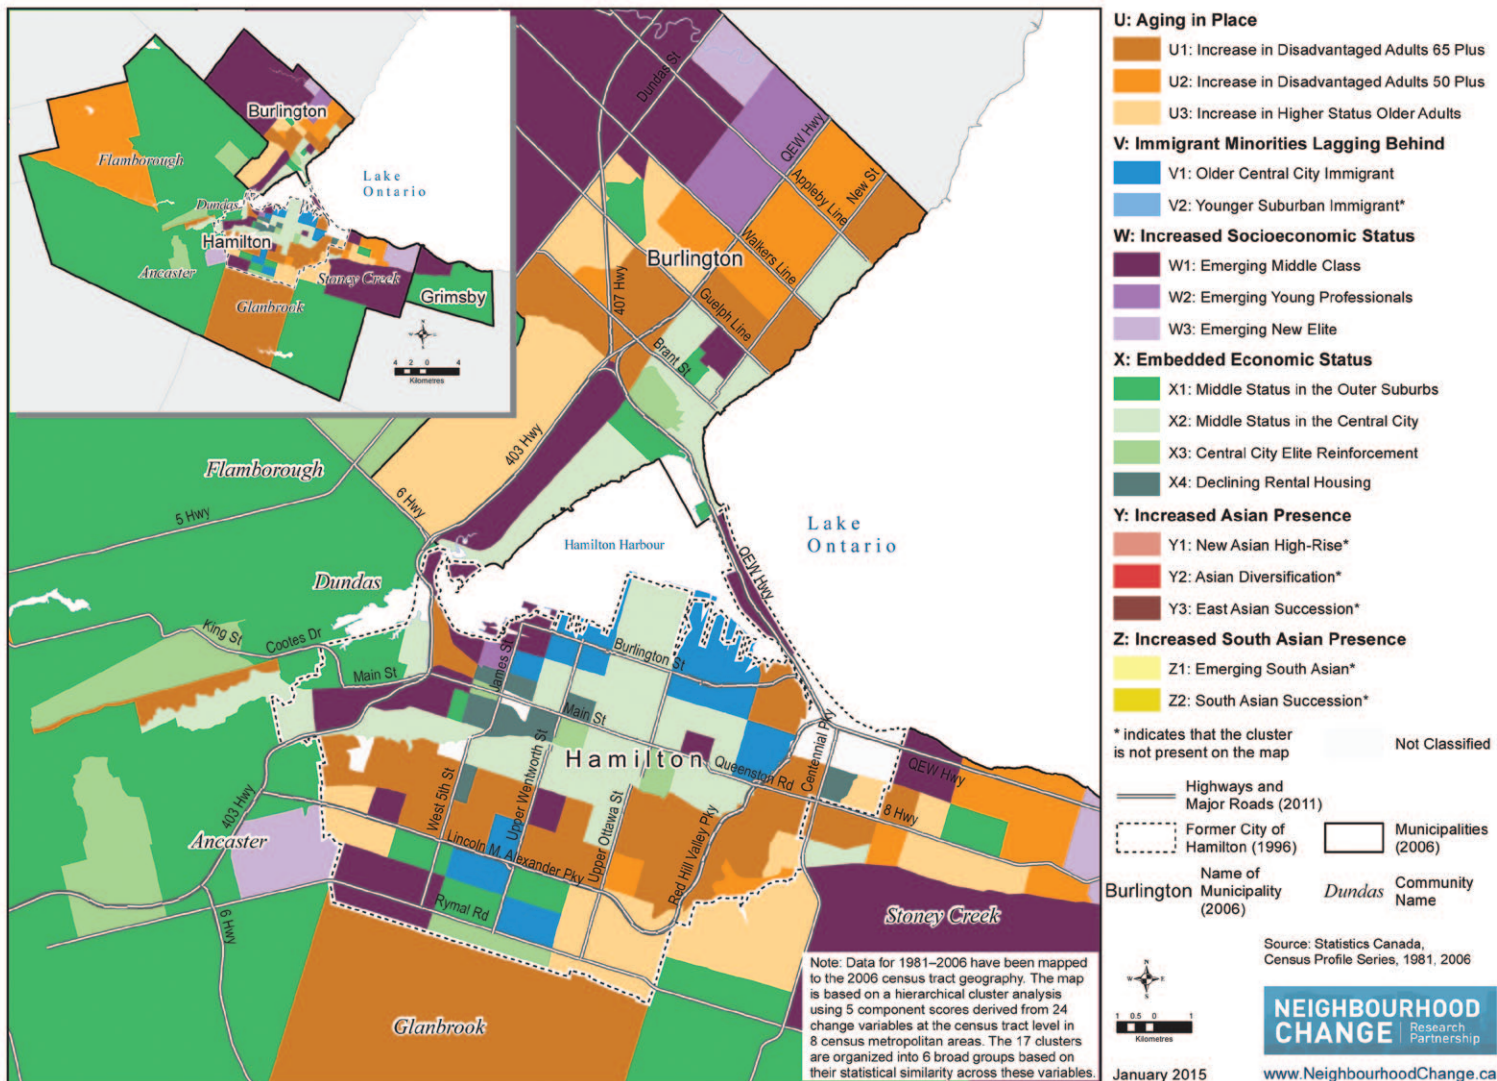 Burlington
Flamborough
Lake
Ontario
Dundas
Hamilton
Ancaster
Stoney Creek
Grimsby
Glanbrook
4 2 0 4
Kilometres
Dundas St
QEW Hwy
Appleby Line
New St
Walkers Line
Burlington
407 Hwy
Guelph Line
Brant St
403 Hwy
Flamborough
6 Hwy
5 Hwy
Lake
Ontario
Hamilton Harbour
QEW Hwy
Dundas
King St
Cootes Dr
Main St
James St
Burlington St
Main St
Hamilton
Queenston Rd
Centennial Pky
QEW Hwy
8 Hwy
403 Hwy
West 5th St
Upper Wentworth St
Upper Ottawa St
Red Hill Valley Pky
Ancaster
Lincoln M. Alexander Pky
Rymal Rd
6 Hwy
Stoney Creek
Glanbrook
Note: Data for 1981–2006 have been mapped
to the 2006 census tract geography. The map
is based on a hierarchical cluster analysis
using 5 component scores derived from 24
change variables at the census tract level in
8 census metropolitan areas. The 17 clusters
are organized into 6 broad groups based on
their statistical similarity across these variables.
U: Aging in Place
U1: Increase in Disadvantaged Adults 65 Plus
U2: Increase in Disadvantaged Adults 50 Plus
U3: Increase in Higher Status Older Adults
V: Immigrant Minorities Lagging Behind
V1: Older Central City Immigrant
V2: Younger Suburban Immigrant*
W: Increased Socioeconomic Status
W1: Emerging Middle Class
W2: Emerging Young Professionals
W3: Emerging New Elite
X: Embedded Economic Status
X1: Middle Status in the Outer Suburbs
X2: Middle Status in the Central City
X3: Central City Elite Reinforcement
X4: Declining Rental Housing
Y: Increased Asian Presence
Y1: New Asian High-Rise*
Y2: Asian Diversification*
Y3: East Asian Succession*
Z: Increased South Asian Presence
Z1: Emerging South Asian*
Z2: South Asian Succession*
* indicates that the cluster
is not present on the map
Not Classified
Highways and
Major Roads (2011)
Former City of
Hamilton (1996)
Municipalities
(2006)
Burlington
Name of
Municipality
(2006)
Dundas
Community
Name
N
W E
S
1 0.5 0 1
Kilometres
January 2015
Source: Statistics Canada,
Census Profile Series, 1981, 2006
NEIGHBOURHOOD
CHANGE
Research
Partnership
www.NeighbourhoodChange.ca